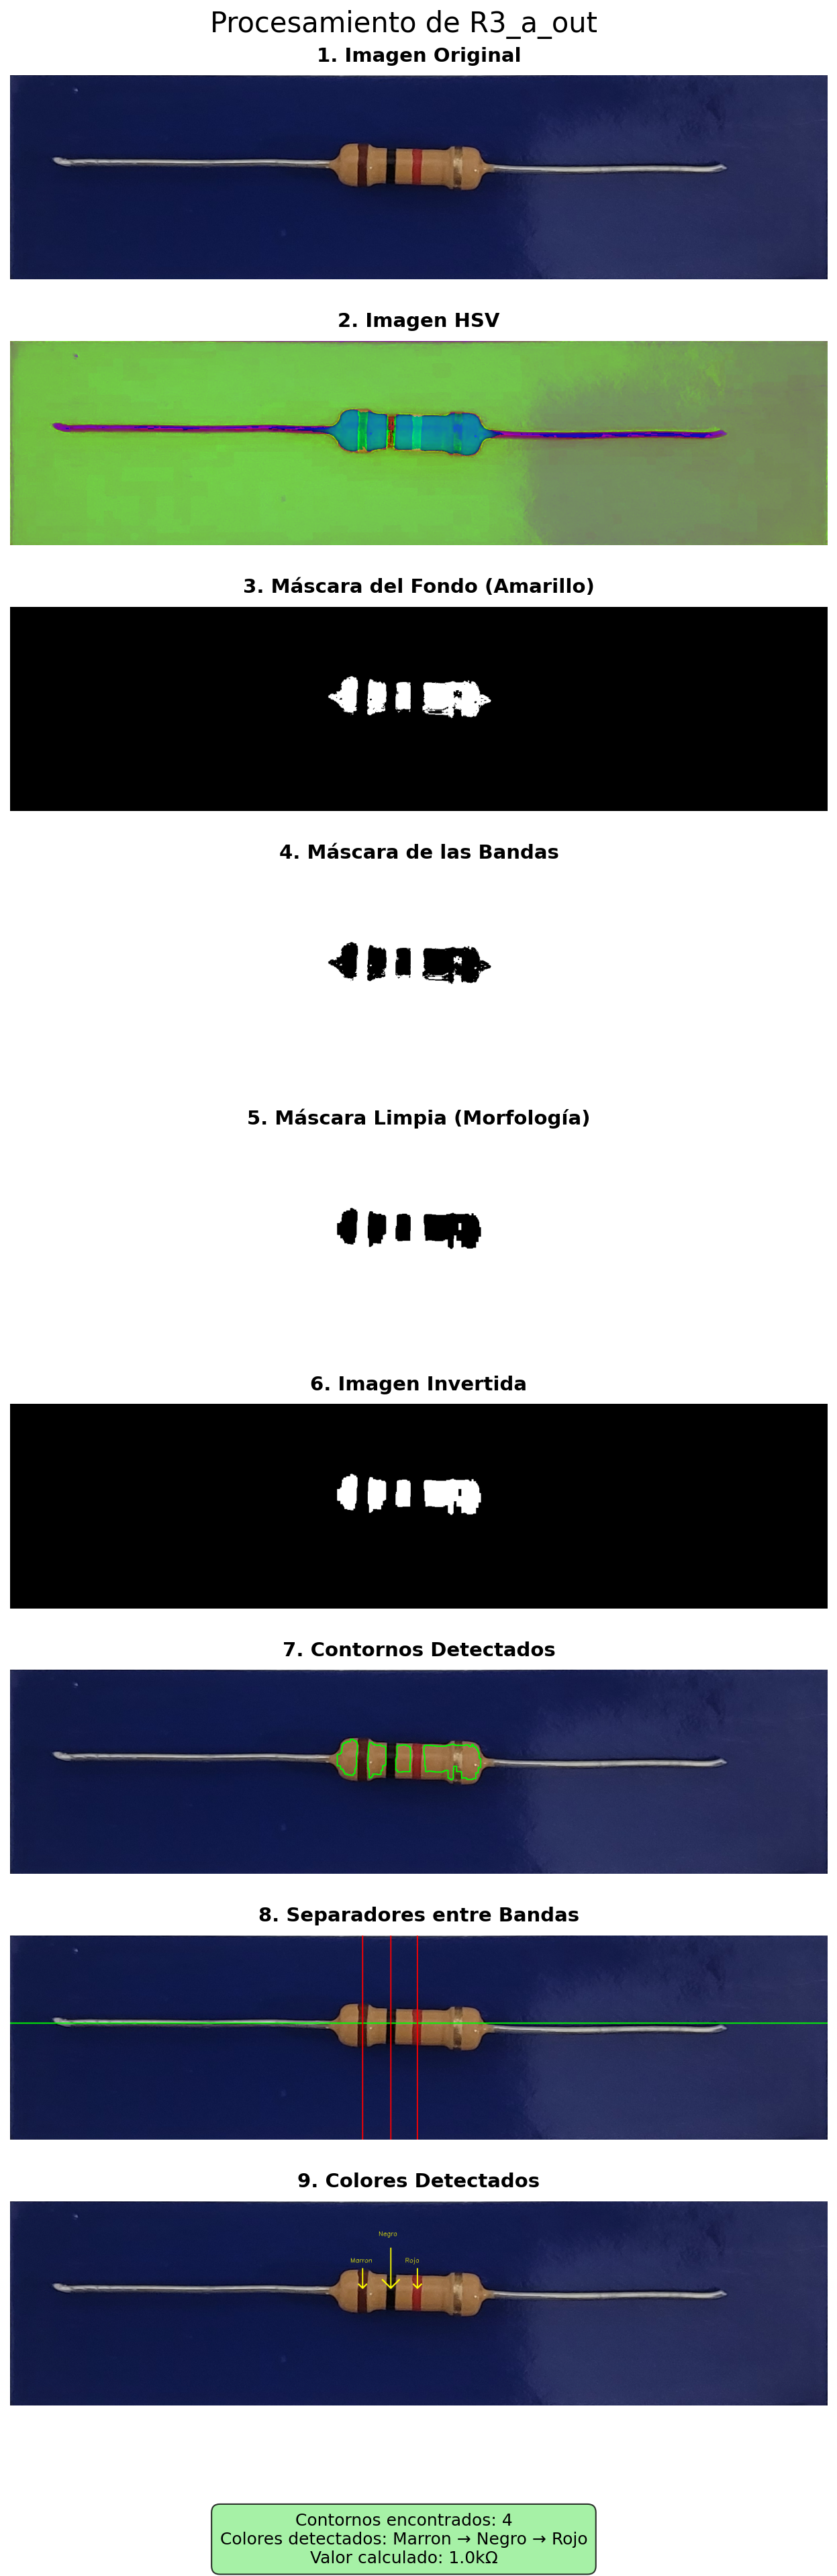 Procesamiento de R3_a_out
1. Imagen Original
2. Imagen HSV
3. Máscara del Fondo (Amarillo)
4. Máscara de las Bandas
5. Máscara Limpia (Morfología)
6. Imagen Invertida
7. Contornos Detectados
8. Separadores entre Bandas
9. Colores Detectados
Negro
Marron Rojo
Contornos encontrados: 4
Colores detectados: Marron → Negro → Rojo
Valor calculado: 1.0kΩ